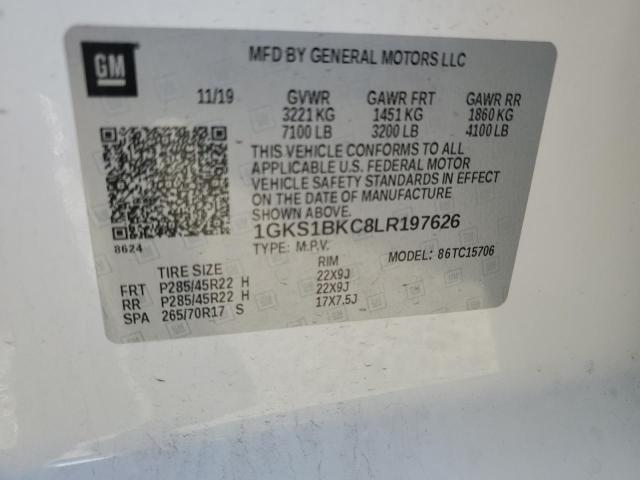 GM
MFD BY GENERAL MOTORS LLC
11/19 GVWR GAWR FRT GAWR RR
3221 KG 1451 KG 1860 KG
7100 LB 3200 LB 4100 LB
THIS VEHICLE CONFORMS TO ALL
APPLICABLE U.S. FEDERAL MOTOR
VEHICLE SAFETY STANDARDS IN EFFECT
ON THE DATE OF MANUFACTURE
SHOWN ABOVE.
8624
1GKS1BKC8LR197626
TYPE: M.P.V. MODEL: 86TC15706
TIRE SIZE RIM
FRT P285/45R22 H 22X9J
RR P285/45R22 H 22X9J
SPA 265/70R17 S 17X7.5J